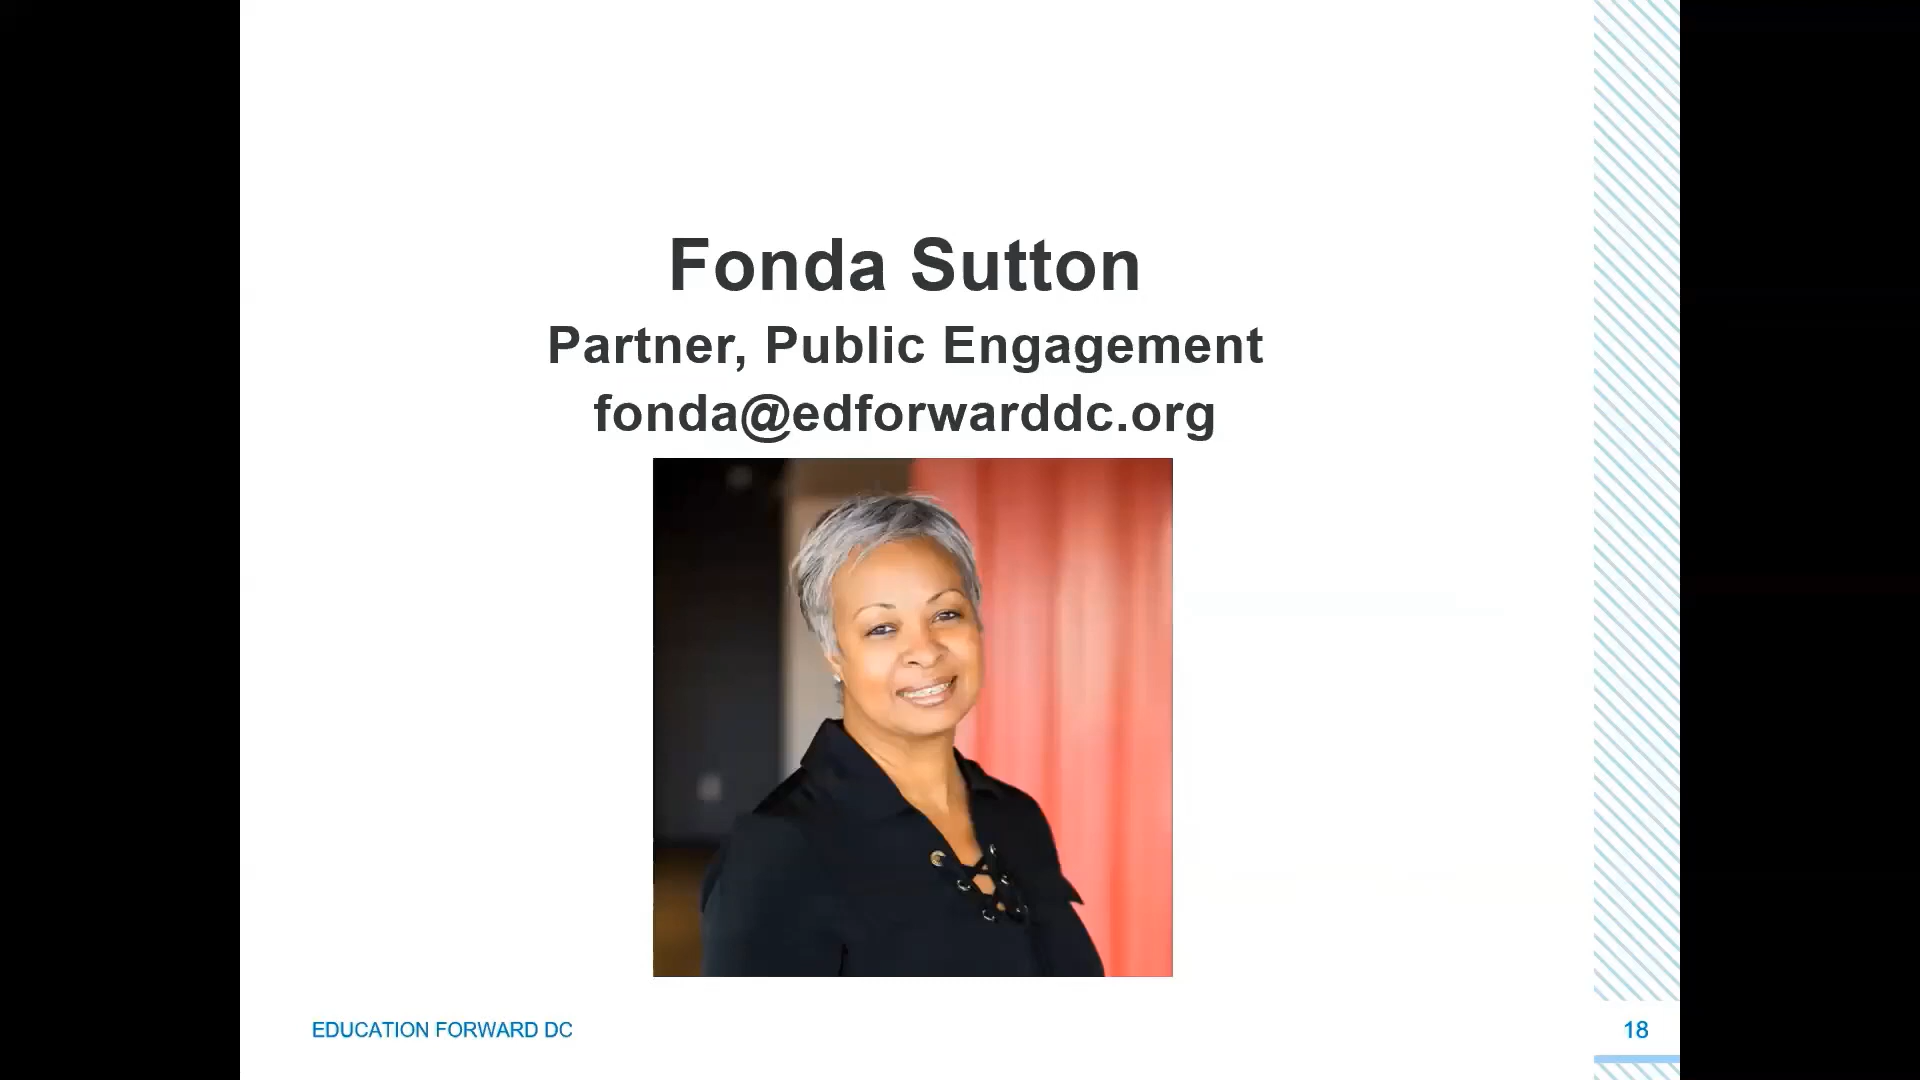 Fonda Sutton
Partner, Public Engagement
fonda@edforwarddc.org
EDUCATION FORWARD DC
18